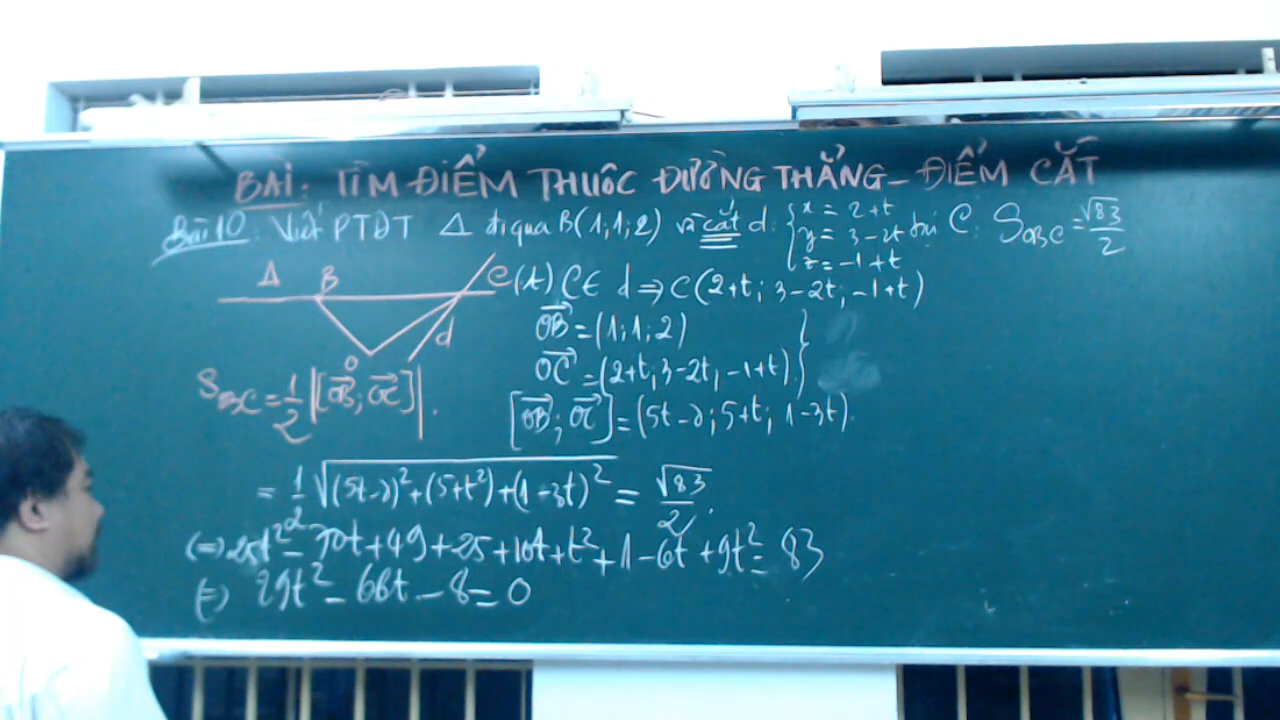 BÀI: TÌM ĐIỂM THUỘC ĐƯỜNG THẲNG - ĐIỂM CẮT
Bài 10: Viết PTĐT Δ đi qua B(1;1;2) và cắt d: { x = 2+t
y = 3-2t
z = -1+t
tại C: S_OBC = √83/2
Δ B C
d
O
(+) C ∈ d ⇒ C(2+t; 3-2t; -1+t)
OB = (1;1;2)
OC = (2+t; 3-2t; -1+t) }
S_OBC = 1/2 |[OB; OC]|.
[OB; OC] = (5t-7; 5+t; 1-3t).
= 1/2 √(5t-7)²+(5+t²)+(1-3t)² = √83/2.
(=) 25t² - 70t + 49 + 25 + 10t + t² + 1 - 6t + 9t² = 83
(=) 29t² - 66t - 8 = 0